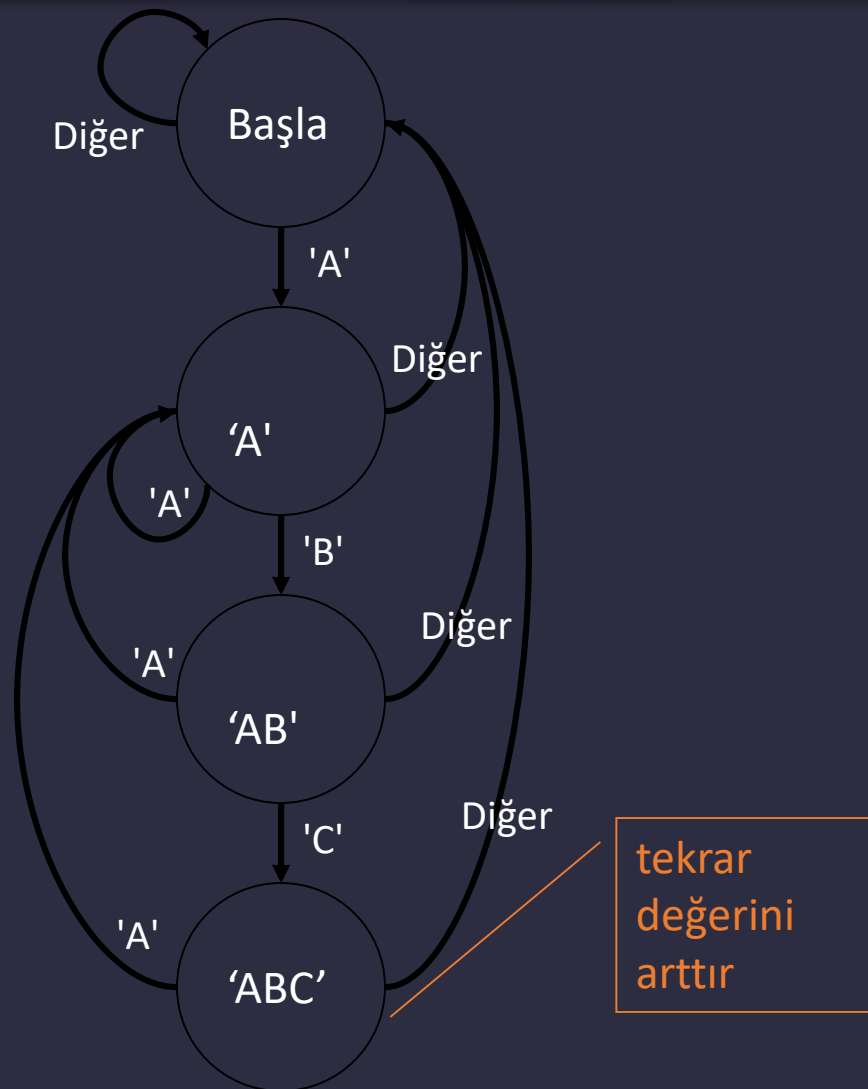 Başla
Diğer
'A'
Diğer
‘A'
'A'
'B'
Diğer
'A'
‘AB'
Diğer
'C'
tekrar
değerini
arttır
'A'
‘ABC’